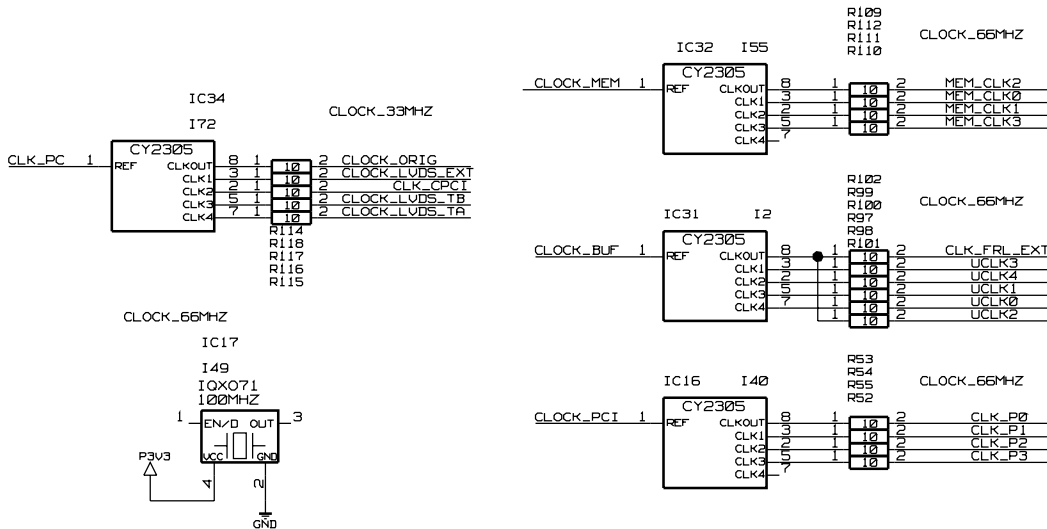 IC34
I72
CLOCK_33MHZ
CY2305
CLK_PC 1 REF CLKOUT 8 1 10 2 CLOCK_ORIG
CLK1 3 1 10 2 CLOCK_LVDS_EXT
CLK2 2 1 10 2 CLK_CPCI
CLK3 5 1 10 2 CLOCK_LVDS_TB
CLK4 7 1 10 2 CLOCK_LVDS_TA
R114
R118
R117
R116
R115
CLOCK_66MHZ
IC17
I49
IQXO71
100MHZ
1 EN/D OUT 3
VCC GND
P3V3
4 2
GND
R109
R112
R111
R110
CLOCK_66MHZ
IC32 I55
CY2305
CLOCK_MEM 1 REF CLKOUT 8 1 10 2 MEM_CLK2
CLK1 3 1 10 2 MEM_CLK0
CLK2 2 1 10 2 MEM_CLK1
CLK3 5 1 10 2 MEM_CLK3
CLK4 7
R102
R99
R100
R97
R98
R101
CLOCK_66MHZ
IC31 I2
CY2305
CLOCK_BUF 1 REF CLKOUT 8 1 10 2 CLK_FRL_EXT
CLK1 3 1 10 2 UCLK3
CLK2 2 1 10 2 UCLK4
CLK3 5 1 10 2 UCLK1
CLK4 7 1 10 2 UCLK0
1 10 2 UCLK2
R53
R54
R55
R52
CLOCK_66MHZ
IC16 I40
CY2305
CLOCK_PCI 1 REF CLKOUT 8 1 10 2 CLK_P0
CLK1 3 1 10 2 CLK_P1
CLK2 2 1 10 2 CLK_P2
CLK3 5 1 10 2 CLK_P3
CLK4 7